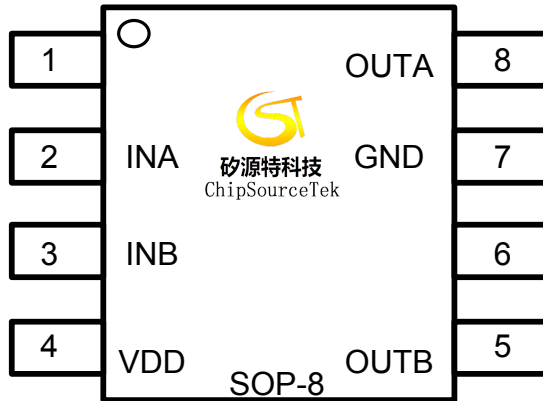 1 OUTA 8
2 INA GND 7
CST
矽源特科技
ChipSourceTek
3 INB 6
4 VDD OUTB 5
SOP-8